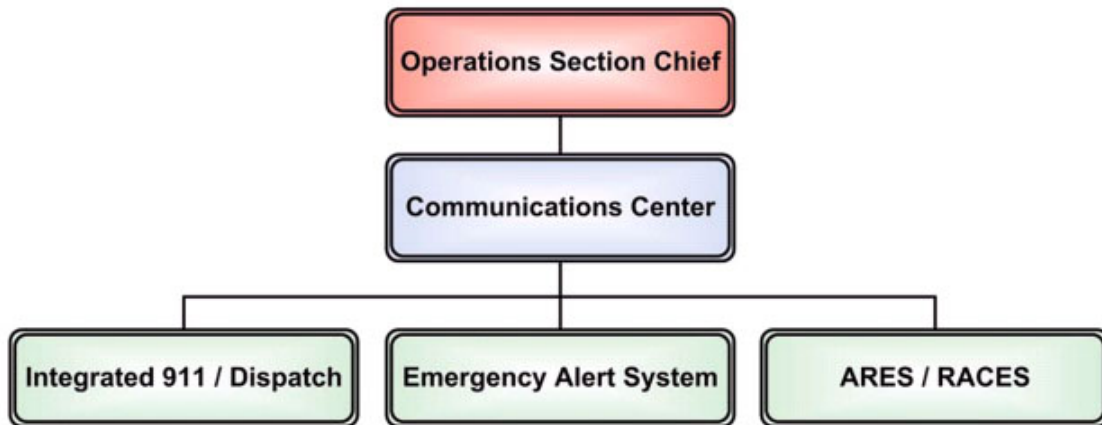 Operations Section Chief
Communications Center
Integrated 911 / Dispatch
Emergency Alert System
ARES / RACES